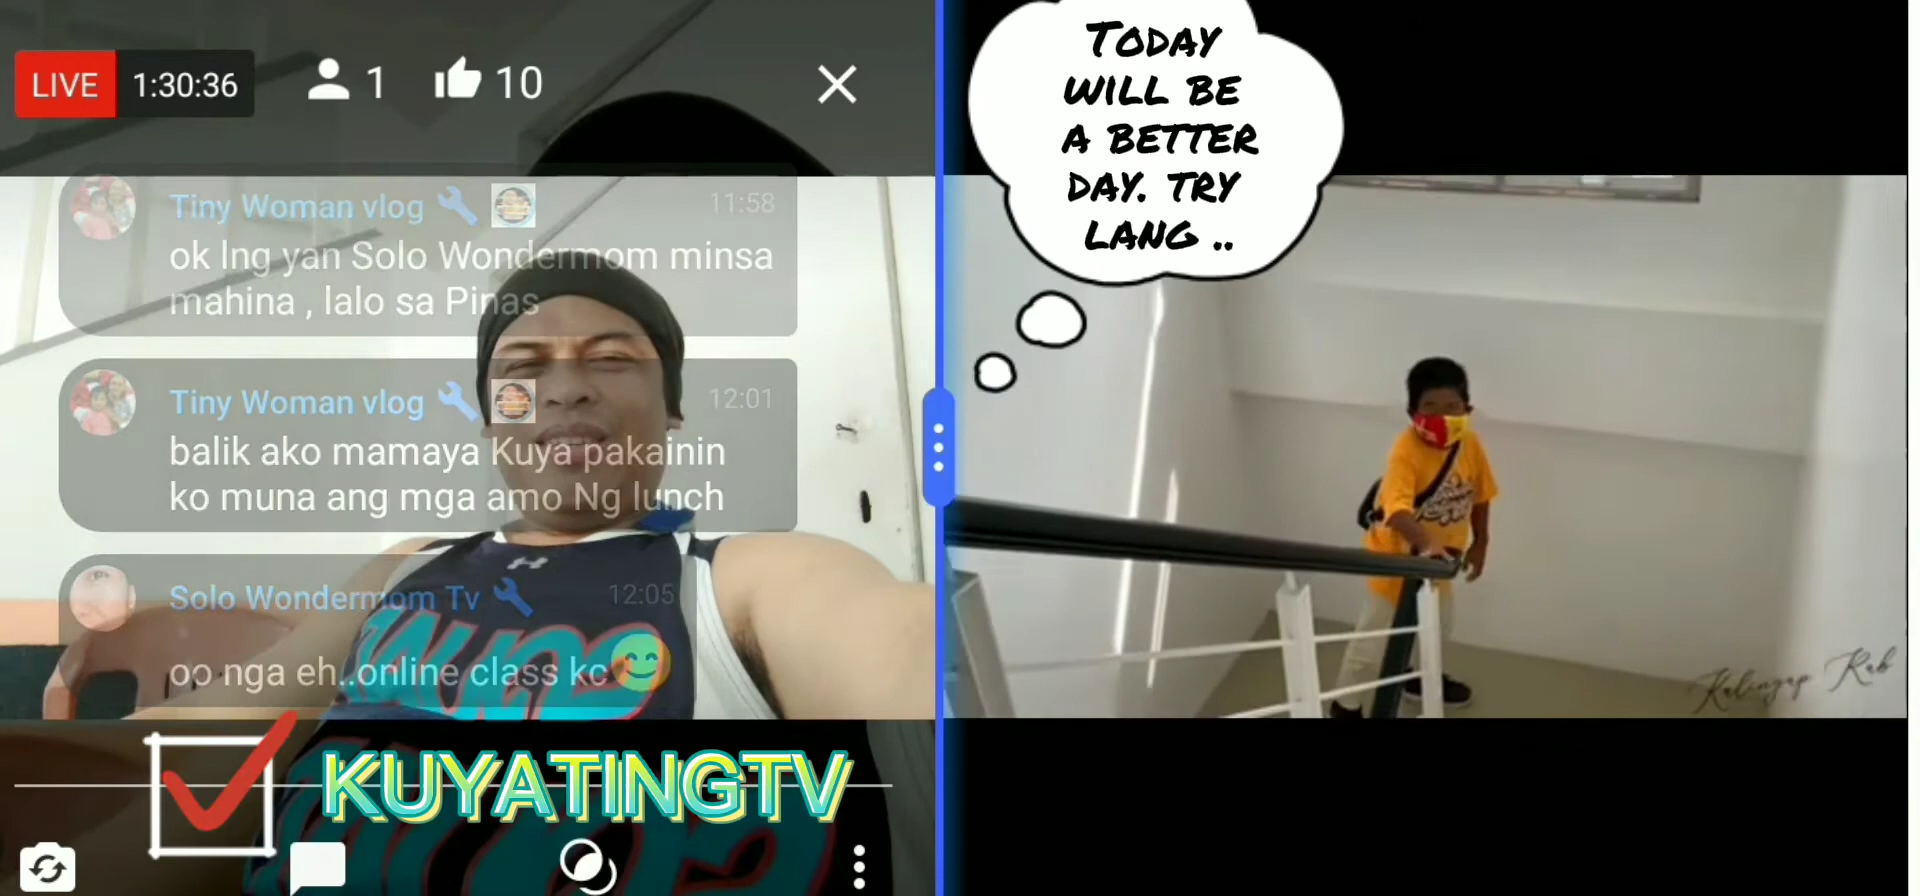 LIVE 1:30:36 1 10
Tiny Woman vlog 11:58
ok lng yan Solo Wondermom minsa
mahina , lalo sa Pinas
Tiny Woman vlog 12:01
balik ako mamaya Kuya pakainin
ko muna ang mga amo Ng lunch
Solo Wondermom Tv 12:05
oo nga eh..online class kc😊
KUYATINGTV
TODAY
WILL BE
A BETTER
DAY. TRY
LANG ..
Kalingap Rab